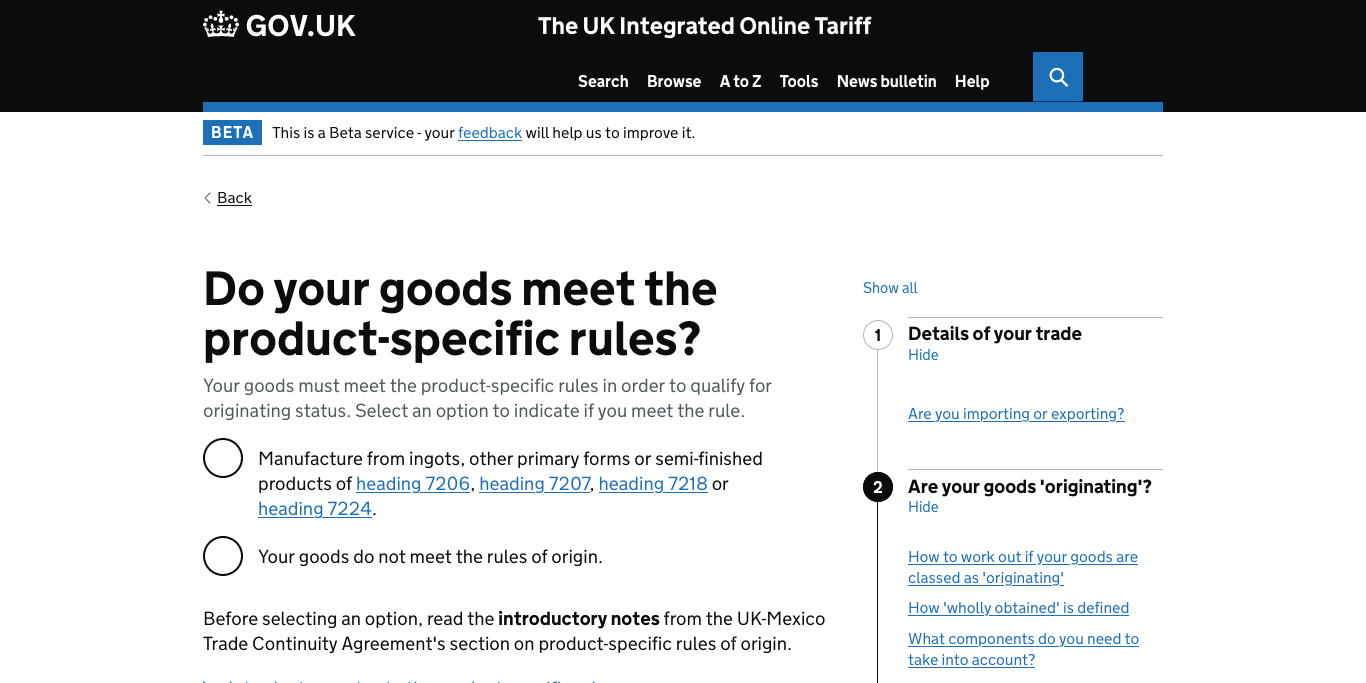 GOV.UK
The UK Integrated Online Tariff
Search Browse A to Z Tools News bulletin Help
BETA This is a Beta service - your feedback will help us to improve it.
Back
Do your goods meet the
product-specific rules?
Your goods must meet the product-specific rules in order to qualify for
originating status. Select an option to indicate if you meet the rule.
Manufacture from ingots, other primary forms or semi-finished
products of heading 7206, heading 7207, heading 7218 or
heading 7224.
Your goods do not meet the rules of origin.
Before selecting an option, read the introductory notes from the UK-Mexico
Trade Continuity Agreement's section on product-specific rules of origin.
Show all
1 Details of your trade
Hide
Are you importing or exporting?
2 Are your goods 'originating'?
Hide
How to work out if your goods are
classed as 'originating'
How 'wholly obtained' is defined
What components do you need to
take into account?